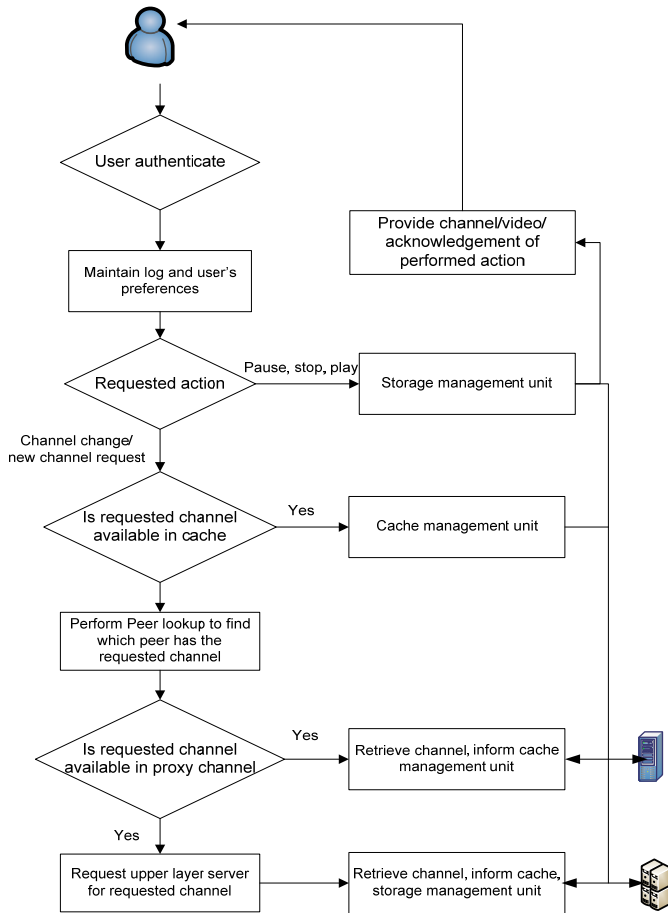 User authenticate
Provide channel/video/
acknowledgement of
performed action
Maintain log and user's
preferences
Requested action
Pause, stop, play
Storage management unit
Channel change/
new channel request
Is requested channel
available in cache
Yes
Cache management unit
Perform Peer lookup to find
which peer has the
requested channel
Is requested channel
available in proxy channel
Yes
Retrieve channel, inform cache
management unit
Yes
Request upper layer server
for requested channel
Retrieve channel, inform cache,
storage management unit